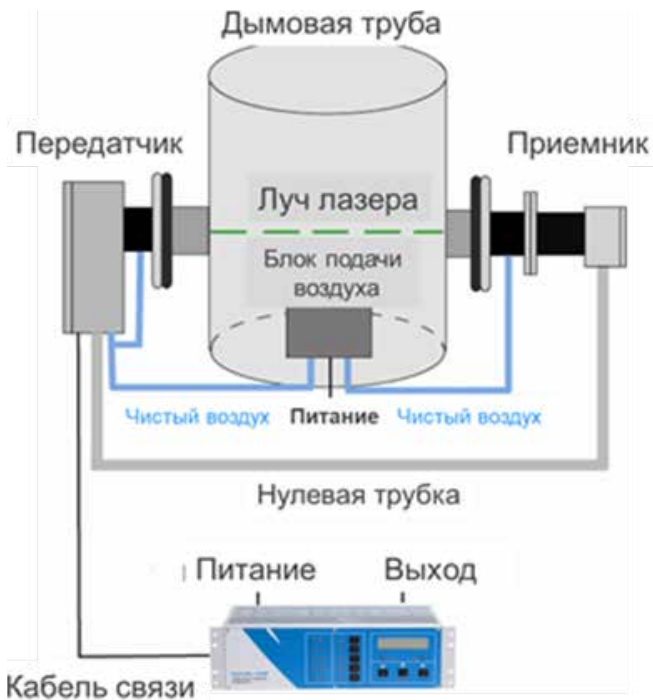 Дымовая труба
Передатчик
Приемник
Луч лазера
Блок подачи
воздуха
Чистый воздух
Питание
Чистый воздух
Нулевая трубка
Питание
Выход
Кабель связи